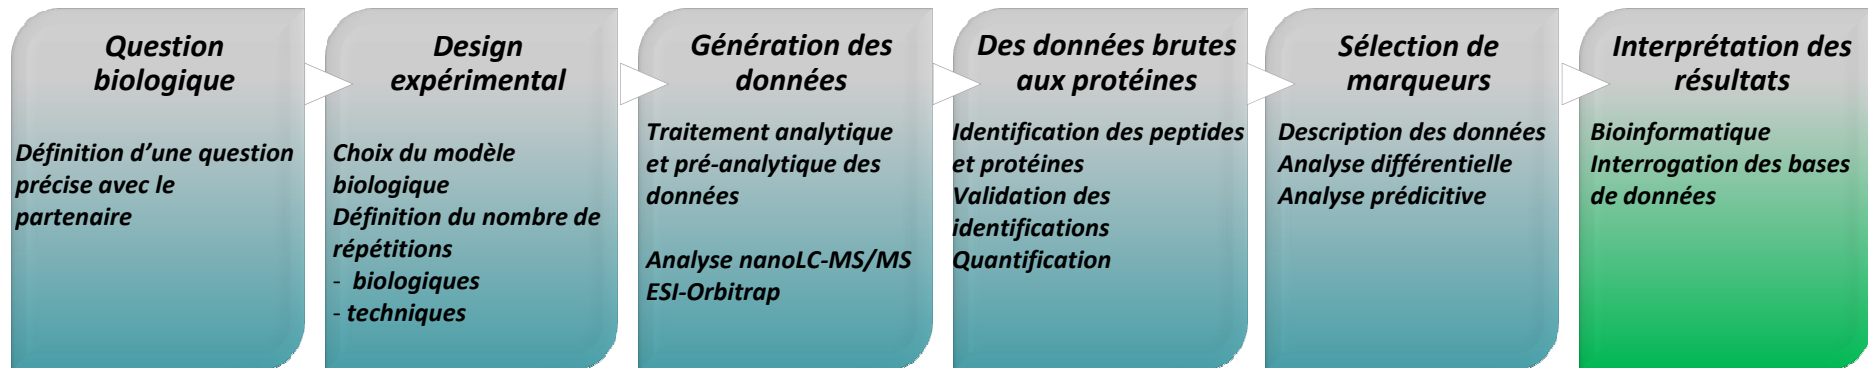 Question
biologique
Définition d’une question
précise avec le
partenaire
Design
expérimental
Choix du modèle
biologique
Définition du nombre de
répétitions
- biologiques
- techniques
Génération des
données
Traitement analytique
et pré-analytique des
données
Analyse nanoLC-MS/MS
ESI-Orbitrap
Des données brutes
aux protéines
Identification des peptides
et protéines
Validation des
identifications
Quantification
Sélection de
marqueurs
Description des données
Analyse différentielle
Analyse prédicitive
Interprétation des
résultats
Bioinformatique
Interrogation des bases
de données